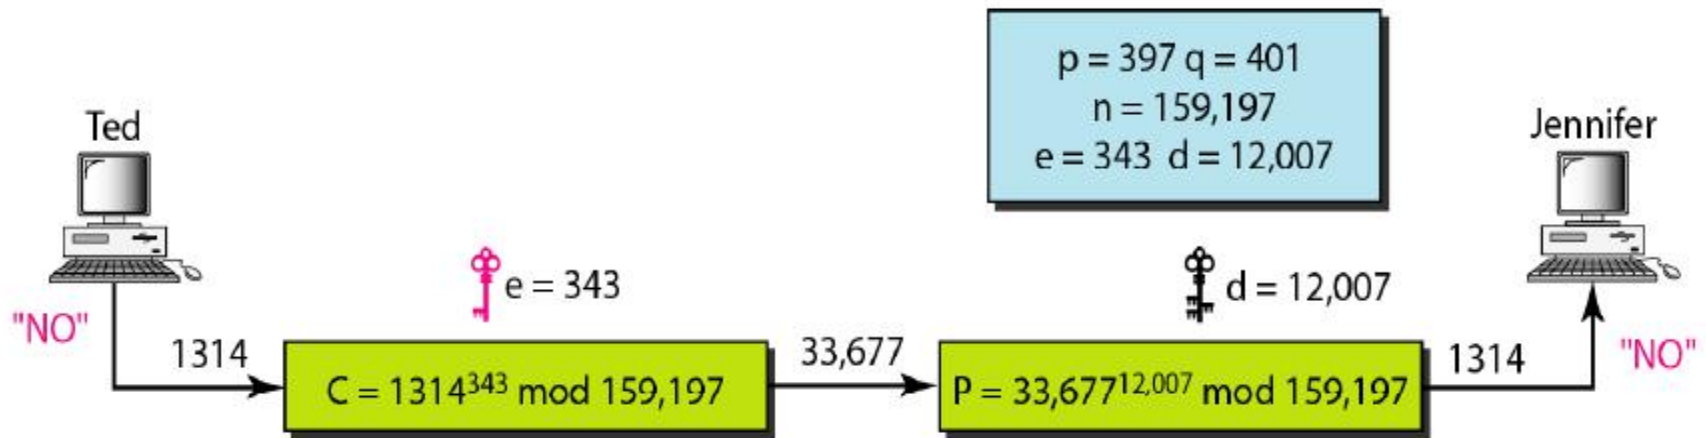 p = 397 q = 401
n = 159,197
e = 343 d = 12,007
Ted
Jennifer
e = 343
d = 12,007
"NO"
1314
C = 1314³⁴³ mod 159,197
33,677
P = 33,677¹²,⁰⁰⁷ mod 159,197
1314
"NO"